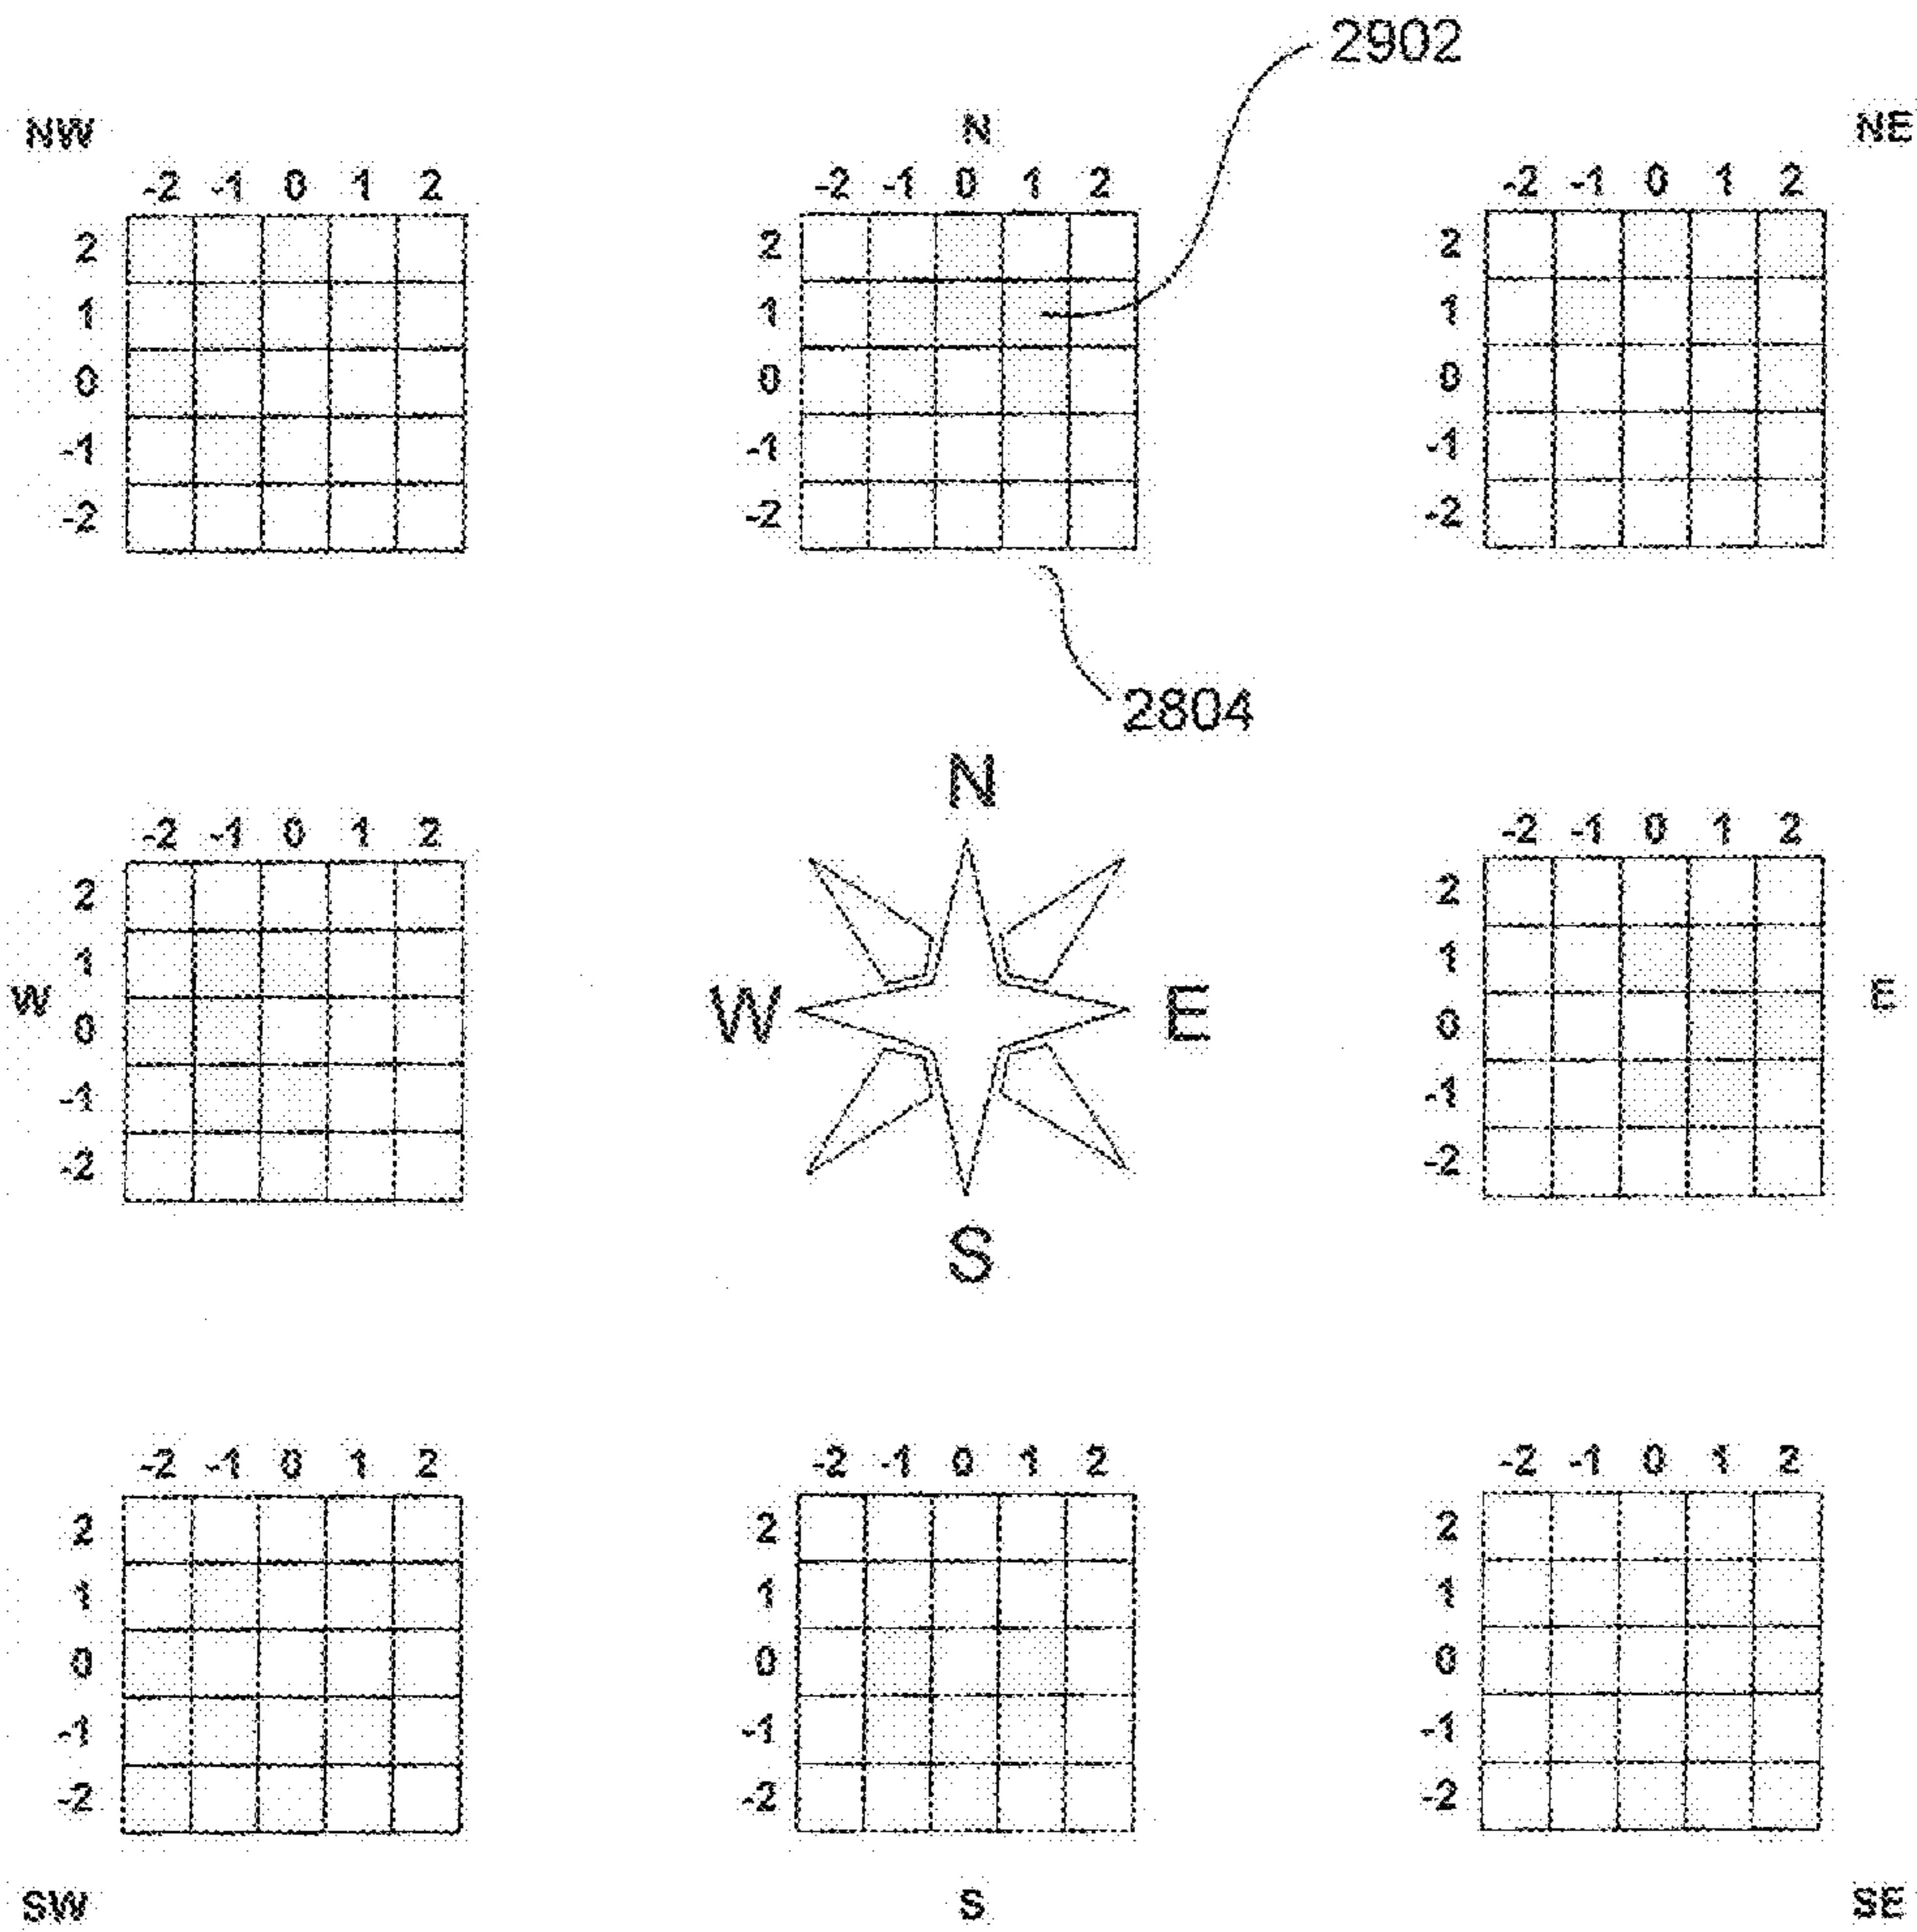 2902
NW N NE
-2 -1 0 1 2 -2 -1 0 1 2 -2 -1 0 1 2
2 2 2
1 1 1
0 0 0
-1 -1 -1
-2 -2 -2
2804
N
-2 -1 0 1 2 -2 -1 0 1 2
2 2
1 1
W 0 W E 0 E
-1 -1
-2 -2
S
-2 -1 0 1 2 -2 -1 0 1 2 -2 -1 0 1 2
2 2 2
1 1 1
0 0 0
-1 -1 -1
-2 -2 -2
SW S SE